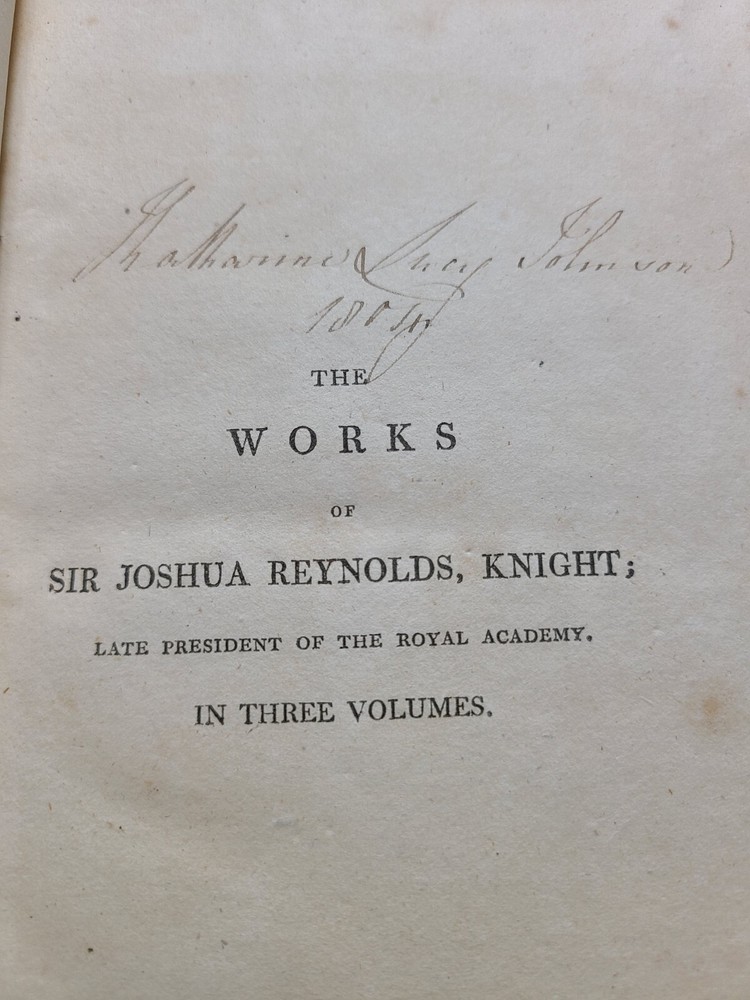 Katharine Lucy Johnson
1804
THE
WORKS
OF
SIR JOSHUA REYNOLDS, KNIGHT;
LATE PRESIDENT OF THE ROYAL ACADEMY.
IN THREE VOLUMES.